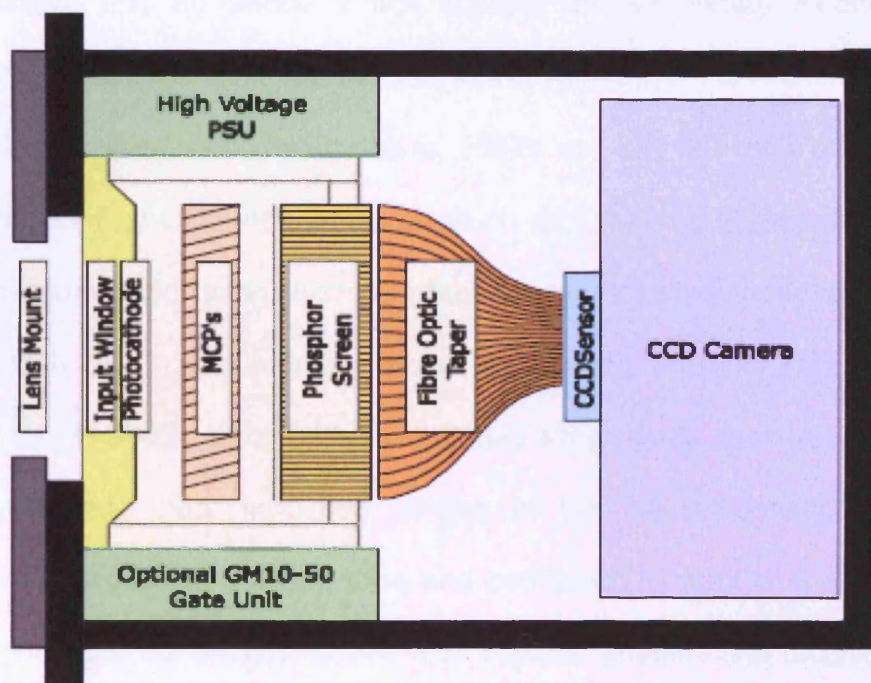 High Voltage
PSU
Lens Mount
Input Window
Photocathode
MCP's
Phosphor
Screen
Fibre Optic
Taper
CCDSensor
CCD Camera
Optional GM10-50
Gate Unit